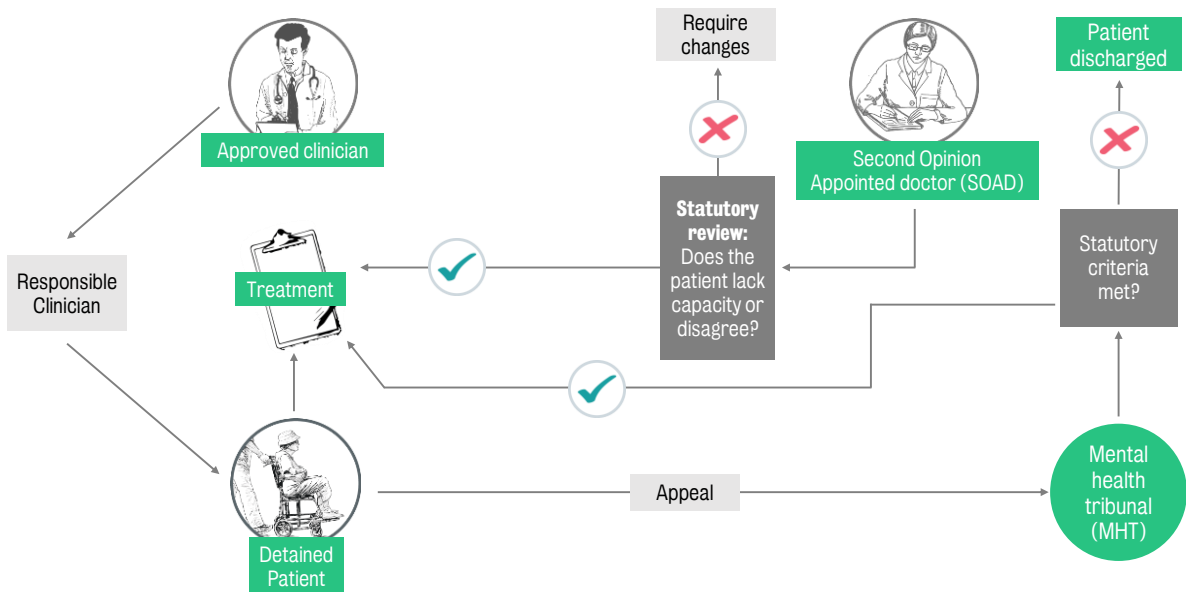 Require
changes
Patient
discharged
Approved clinician
Second Opinion
Appointed doctor (SOAD)
Statutory
review:
Does the
patient lack
capacity or
disagree?
Statutory
criteria
met?
Responsible
Clinician
Treatment
Appeal
Mental
health
tribunal
(MHT)
Detained
Patient